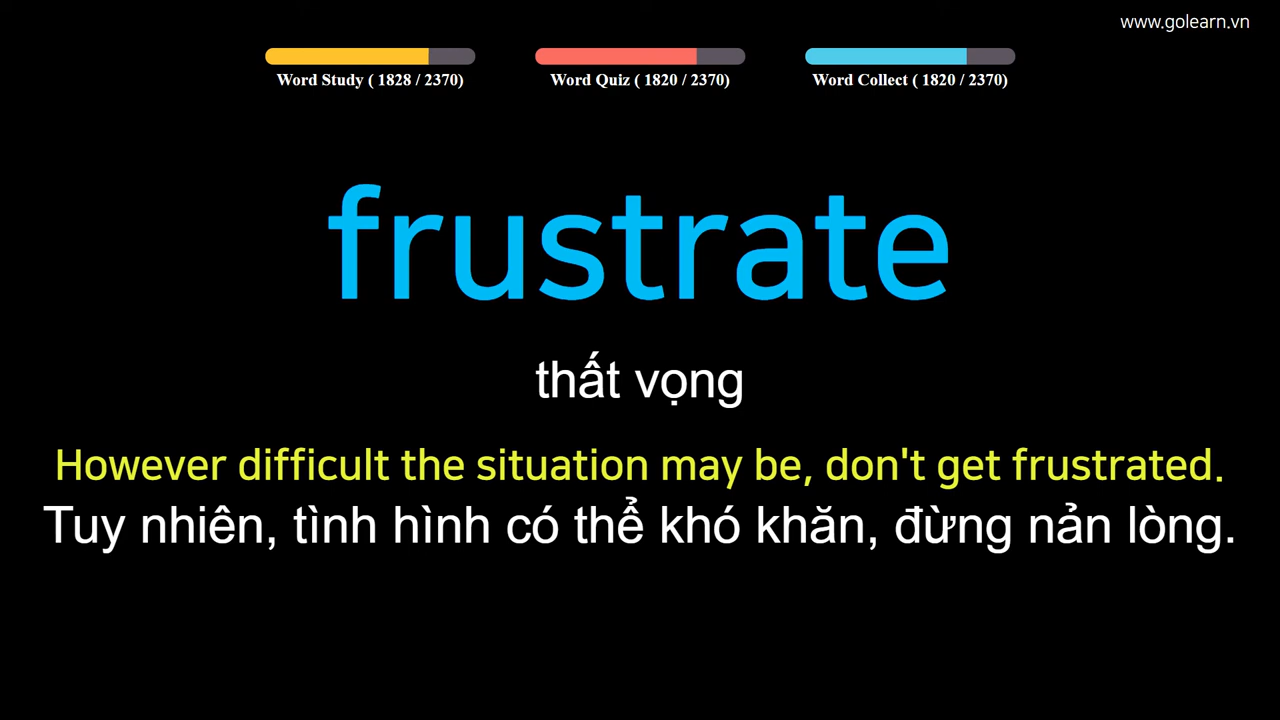 www.golearn.vn
Word Study ( 1828 / 2370)
Word Quiz ( 1820 / 2370)
Word Collect ( 1820 / 2370)
frustrate
thất vọng
However difficult the situation may be, don't get frustrated.
Tuy nhiên, tình hình có thể khó khăn, đừng nản lòng.